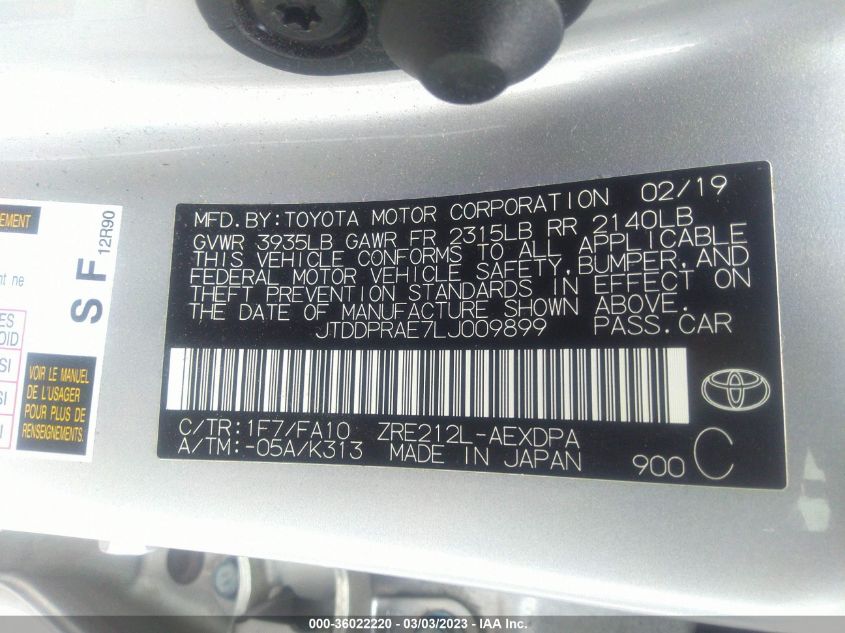 MFD. BY: TOYOTA MOTOR CORPORATION 02/19
GVWR 3935LB GAWR FR 2315LB RR 2140LB
THIS VEHICLE CONFORMS TO ALL APPLICABLE
FEDERAL MOTOR VEHICLE SAFETY, BUMPER, AND
THEFT PREVENTION STANDARDS IN EFFECT ON
THE DATE OF MANUFACTURE SHOWN ABOVE.
JTDDPRAE7LJ009899 PASS.CAR
C/TR: 1F7/FA10 ZRE212L-AEXDPA
A/TM: -05A/K313 MADE IN JAPAN
900 C
S F
12R90
nt ne
VOIR LE MANUEL
DE L'USAGER
POUR PLUS DE
RENSEIGNEMENTS.
000-36022220 - 03/03/2023 - IAA Inc.